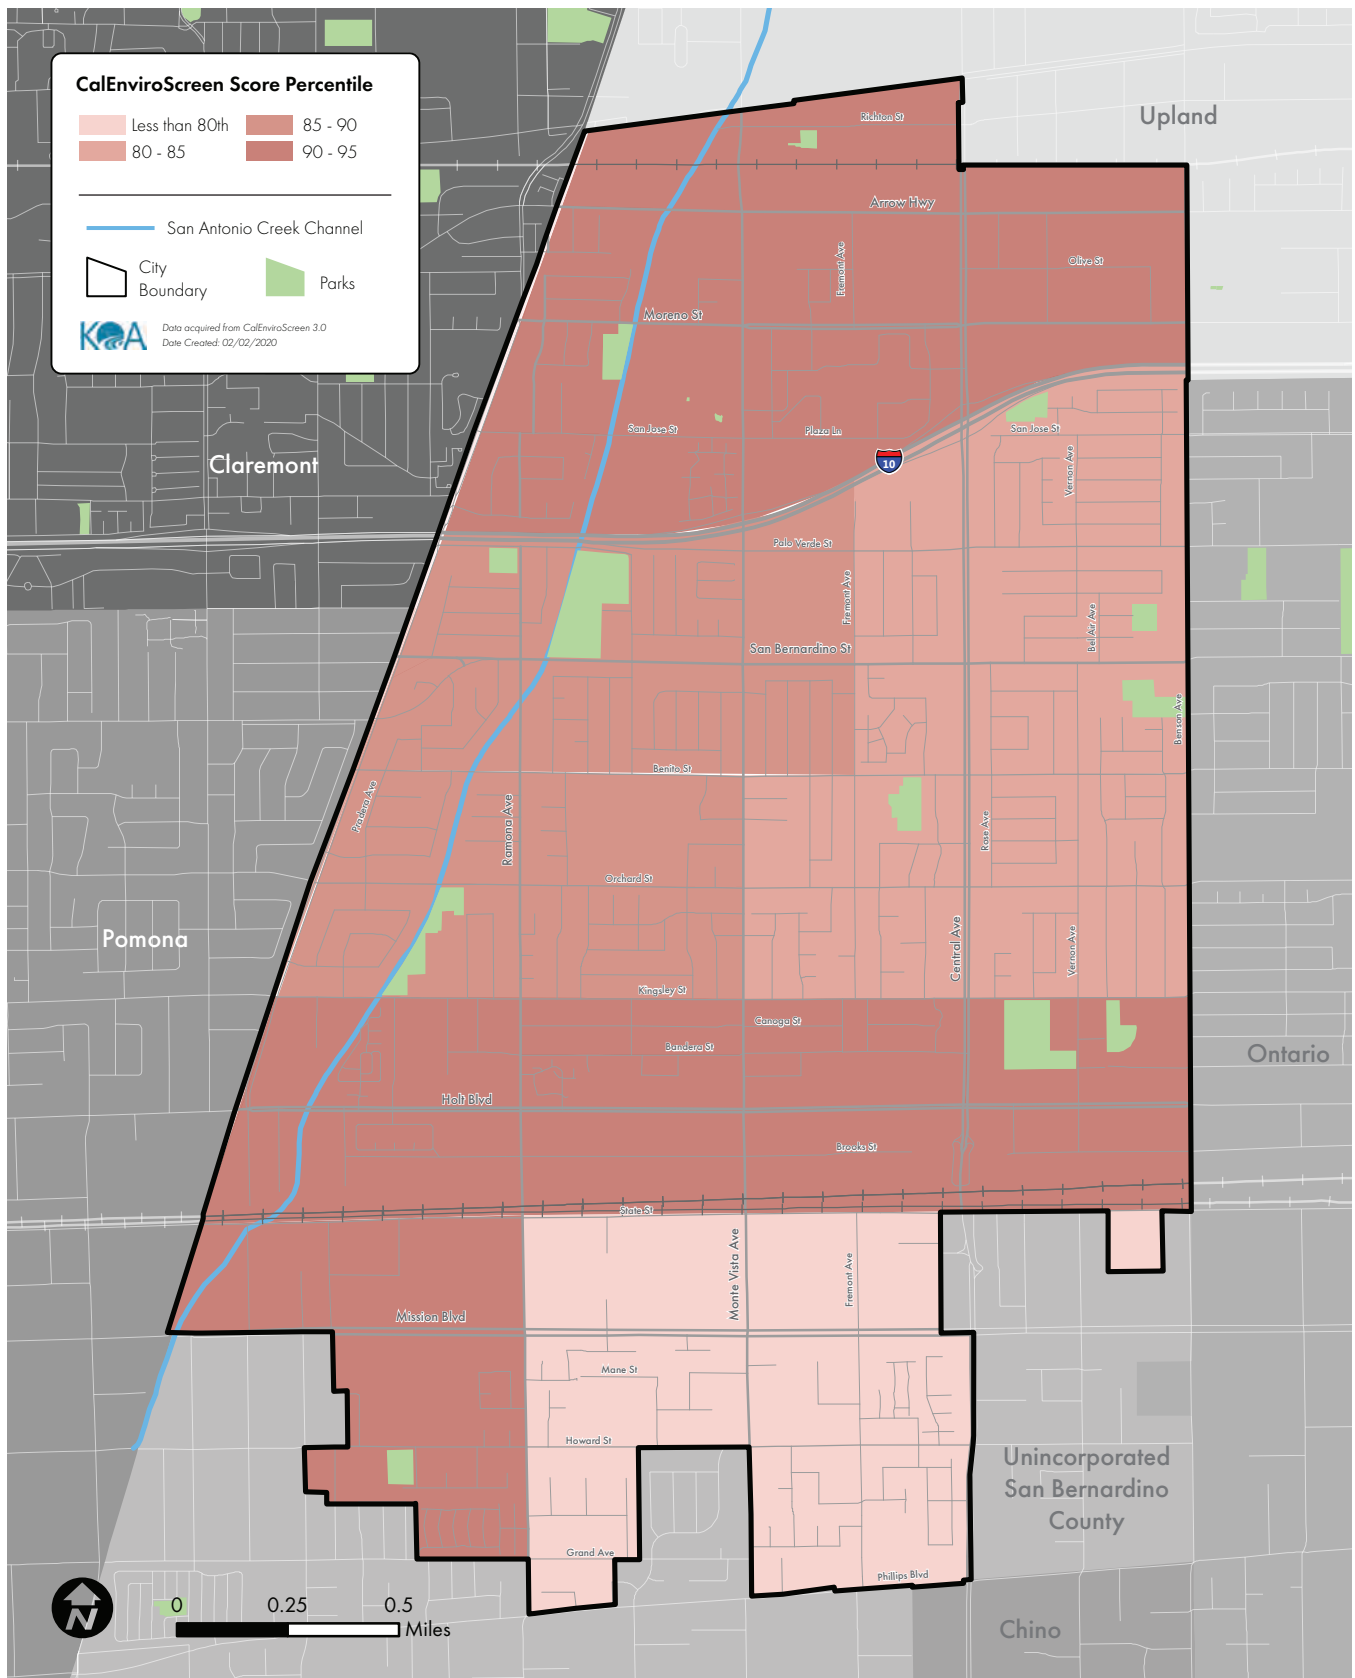 CalEnviroScreen Score Percentile
Less than 80th
85 - 90
80 - 85
90 - 95
San Antonio Creek Channel
City
Boundary
Parks
KOA
Data acquired from CalEnviroScreen 3.0
Date Created: 02/02/2020
Upland
Richton St
Arrow Hwy
Fremont Ave
Olive St
Moreno St
San Jose St
Plaza Ln
San Jose St
Claremont
10
Vernon Ave
Palo Verde St
Fremont Ave
Bel Air Ave
San Bernardino St
Benson Ave
Benito St
Pradera Ave
Ramona Ave
Rose Ave
Orchard St
Pomona
Central Ave
Vernon Ave
Kingsley St
Canoga St
Bandera St
Ontario
Holt Blvd
Brooks St
State St
Monte Vista Ave
Fremont Ave
Mission Blvd
Mane St
Howard St
Unincorporated
San Bernardino
County
Grand Ave
Phillips Blvd
N
0
0.25
0.5
Miles
Chino